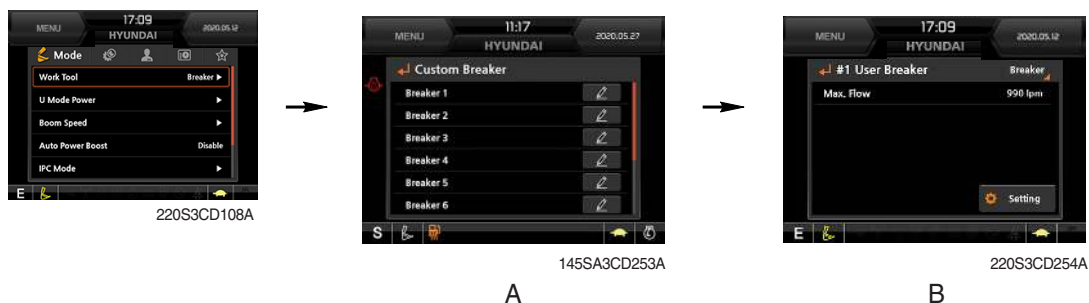 MENU 17:09 HYUNDAI 2020.05.12
Mode
Work Tool Breaker ▶
U Mode Power ▶
Boom Speed ▶
Auto Power Boost Disable
IPC Mode ▶
E
220S3CD108A
MENU 11:17 HYUNDAI 2020.05.27
Custom Breaker
Breaker 1
Breaker 2
Breaker 3
Breaker 4
Breaker 5
Breaker 6
S
145SA3CD253A
A
MENU 17:09 HYUNDAI 2020.05.12
#1 User Breaker Breaker
Max. Flow 990 lpm
Setting
E
220S3CD254A
B